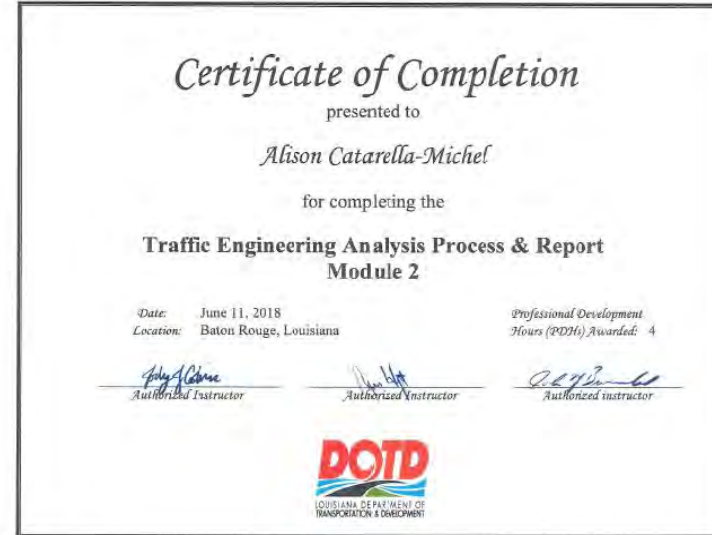 Certificate of Completion
presented to
Alison Catarella-Michel
for completing the
Traffic Engineering Analysis Process & Report
Module 2
Date: June 11, 2018
Location: Baton Rouge, Louisiana
Professional Development
Hours (PDHs) Awarded: 4
Authorized Instructor
Authorized Instructor
Authorized instructor
DOTD
LOUISIANA DEPARTMENT OF
TRANSPORTATION & DEVELOPMENT